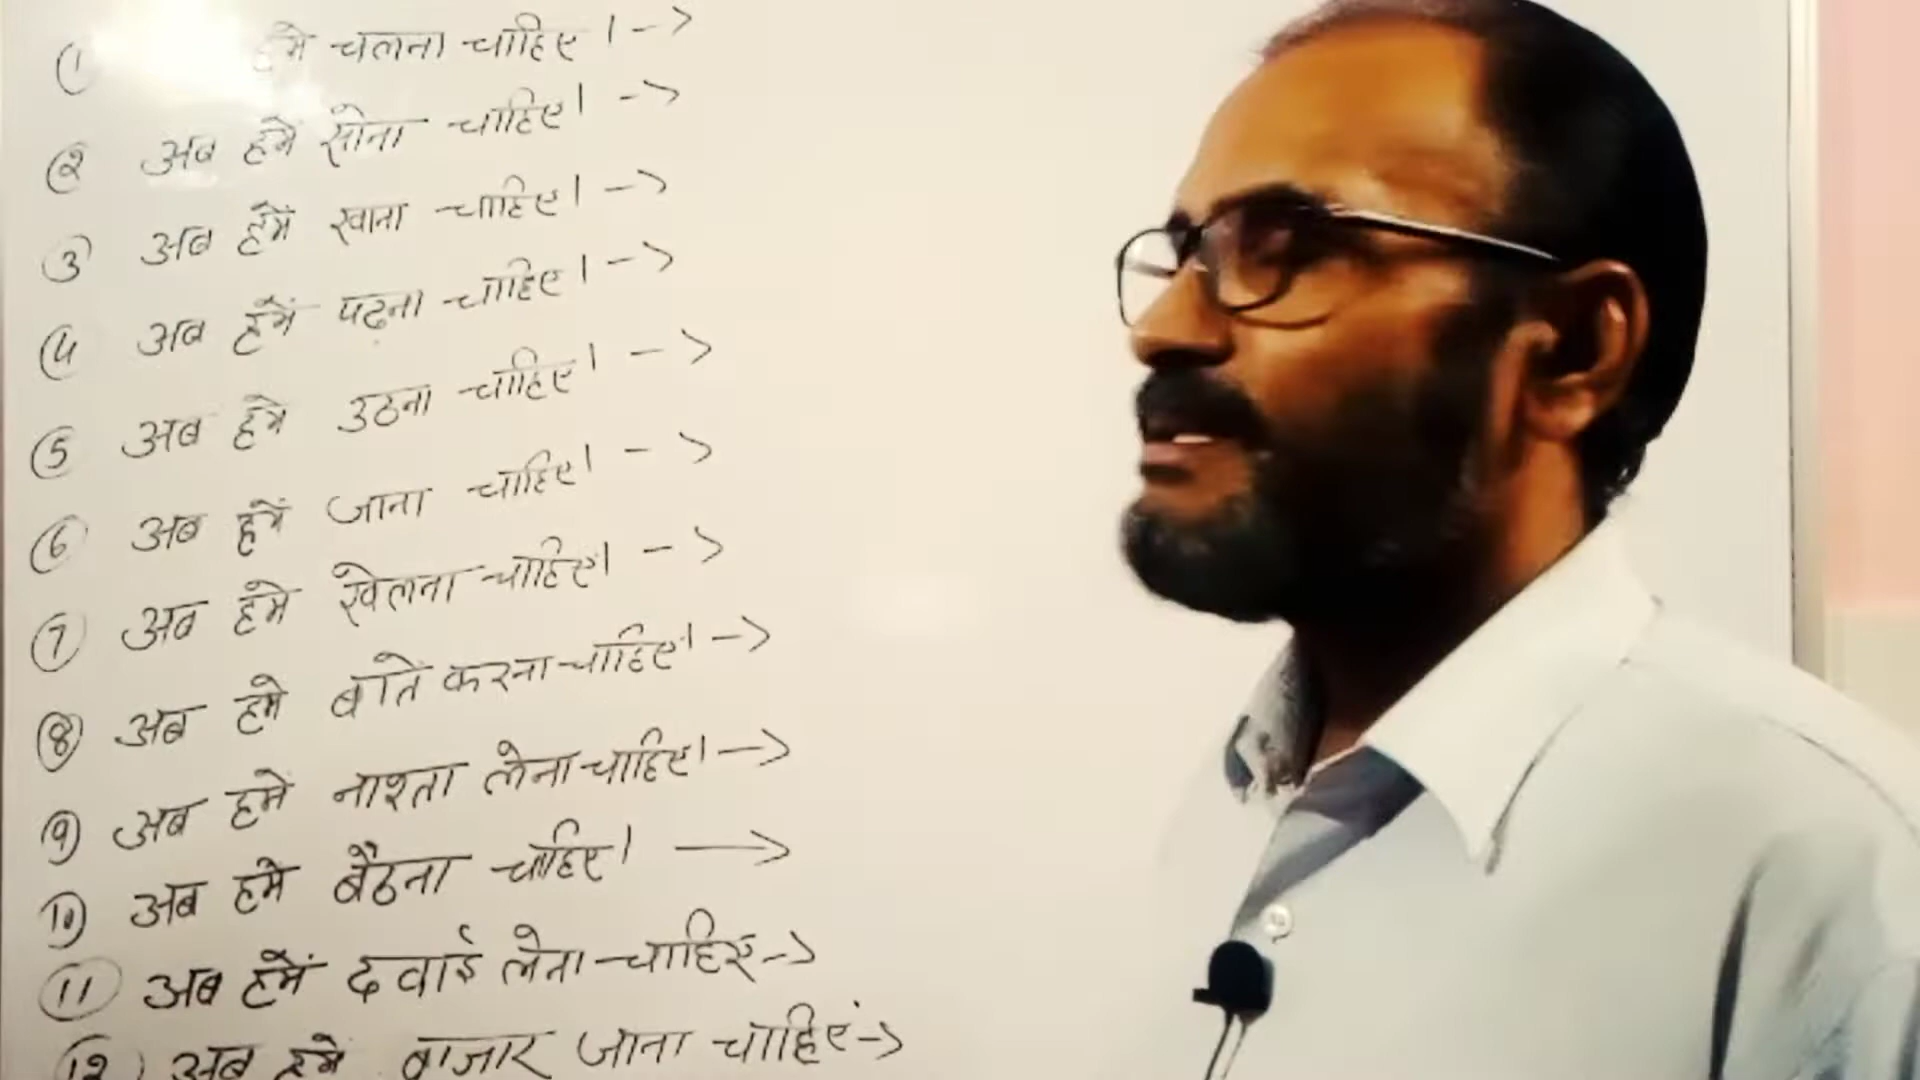 ① हमे चलना चाहिए । -->
② अब हमें सोना चाहिए। -->
③ अब हमें खाना चाहिए। -->
④ अब हमें पढ़ना चाहिए। -->
⑤ अब हमे उठना चाहिए। -->
⑥ अब हमें जाना चाहिए। -->
⑦ अब हमे खेलना चाहिए। -->
⑧ अब हमे बातें करना चाहिए। -->
⑨ अब हमे नाश्ता लेना चाहिए। -->
⑩ अब हमे बैठना चाहिए। -->
⑪ अब हमें दवाई लेना चाहिए -->
⑫ अब हमे बाजार जाना चाहिए -->